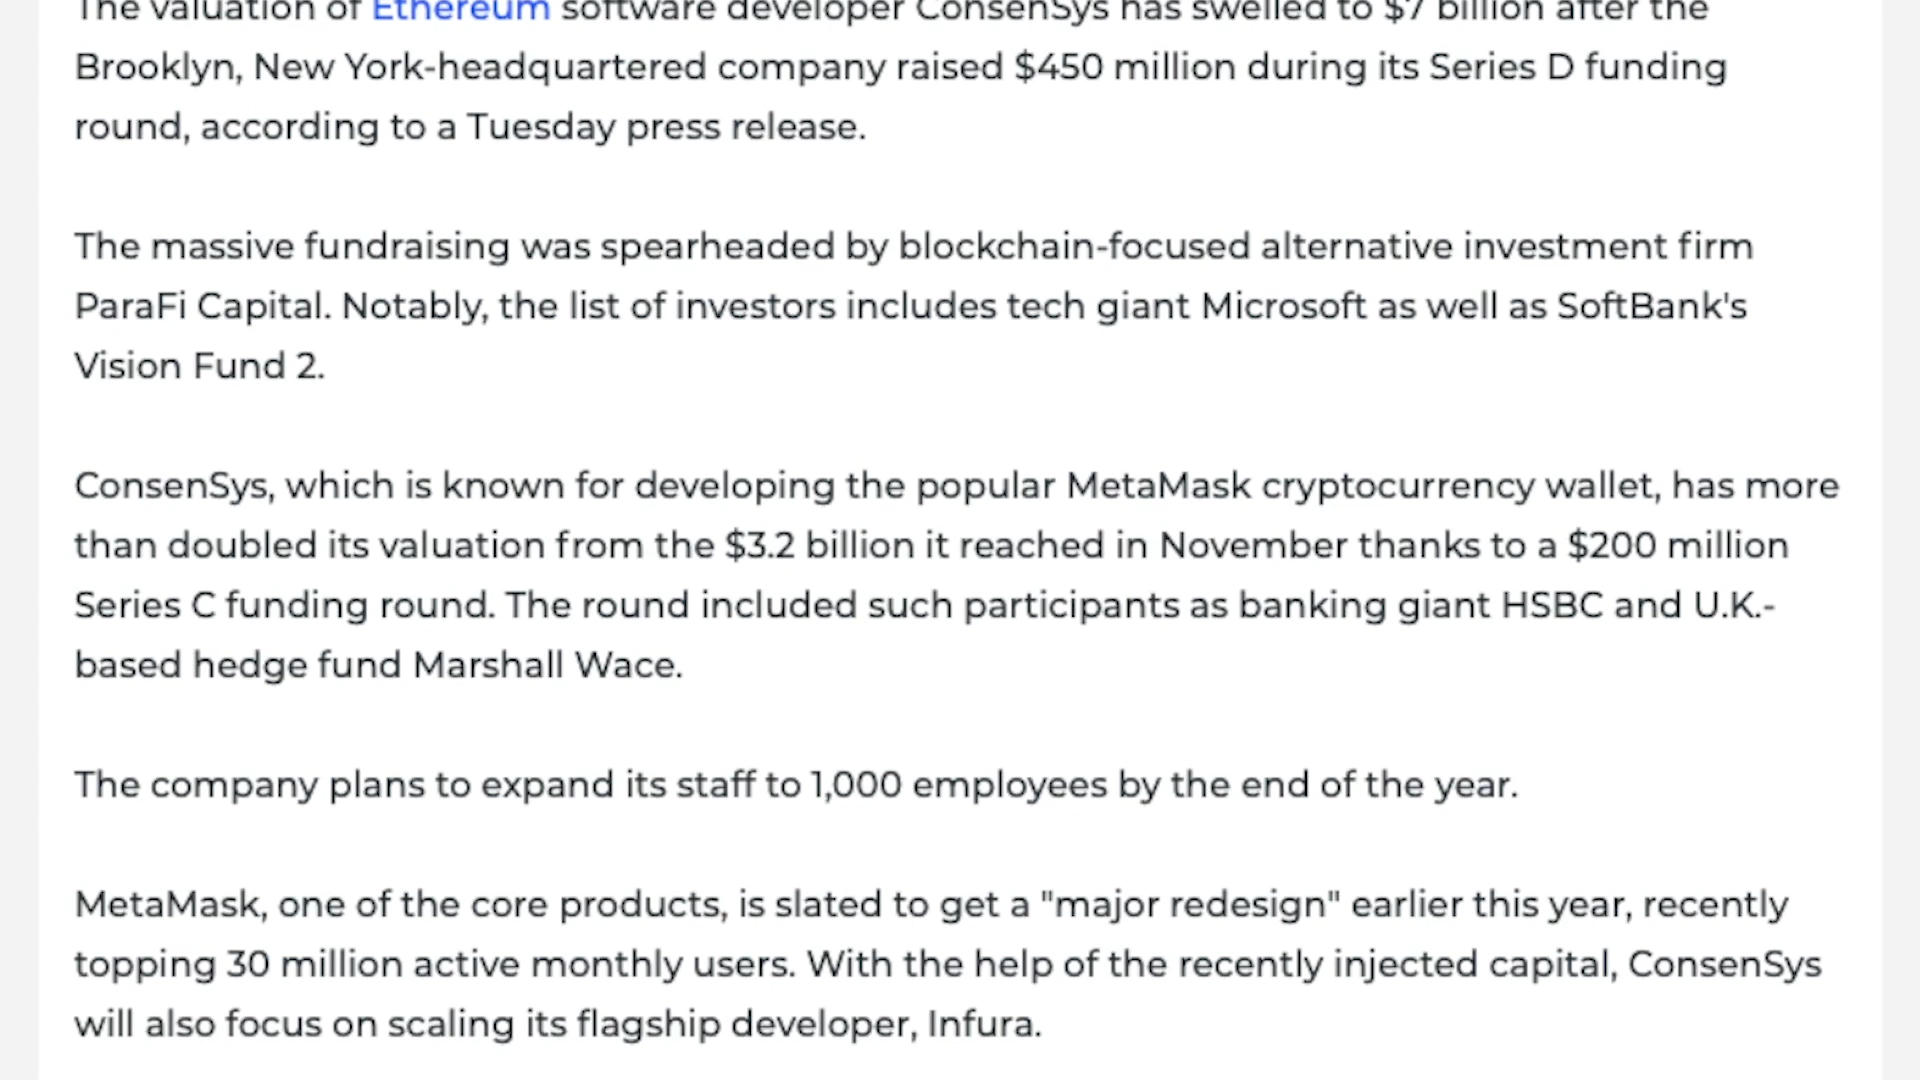 The valuation of Ethereum software developer ConsenSys has swelled to $7 billion after the
Brooklyn, New York-headquartered company raised $450 million during its Series D funding
round, according to a Tuesday press release.
The massive fundraising was spearheaded by blockchain-focused alternative investment firm
ParaFi Capital. Notably, the list of investors includes tech giant Microsoft as well as SoftBank's
Vision Fund 2.
ConsenSys, which is known for developing the popular MetaMask cryptocurrency wallet, has more
than doubled its valuation from the $3.2 billion it reached in November thanks to a $200 million
Series C funding round. The round included such participants as banking giant HSBC and U.K.-
based hedge fund Marshall Wace.
The company plans to expand its staff to 1,000 employees by the end of the year.
MetaMask, one of the core products, is slated to get a "major redesign" earlier this year, recently
topping 30 million active monthly users. With the help of the recently injected capital, ConsenSys
will also focus on scaling its flagship developer, Infura.